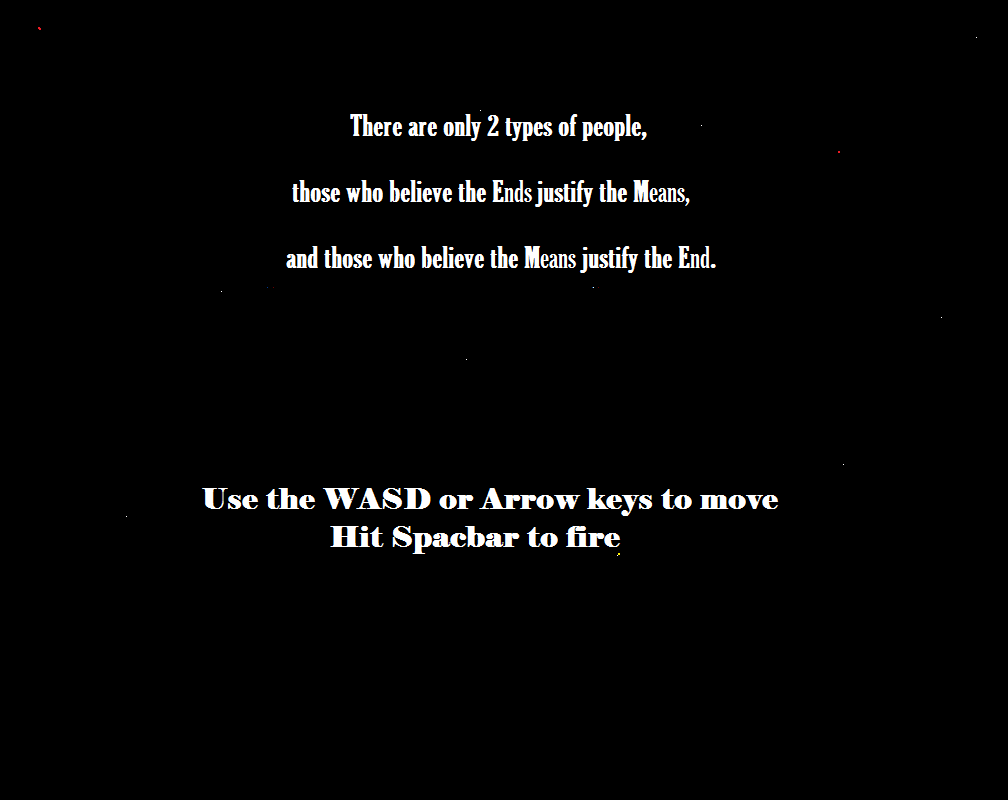 There are only 2 types of people,
those who believe the Ends justify the Means,
and those who believe the Means justify the End.
Use the WASD or Arrow keys to move
Hit Spacbar to fire